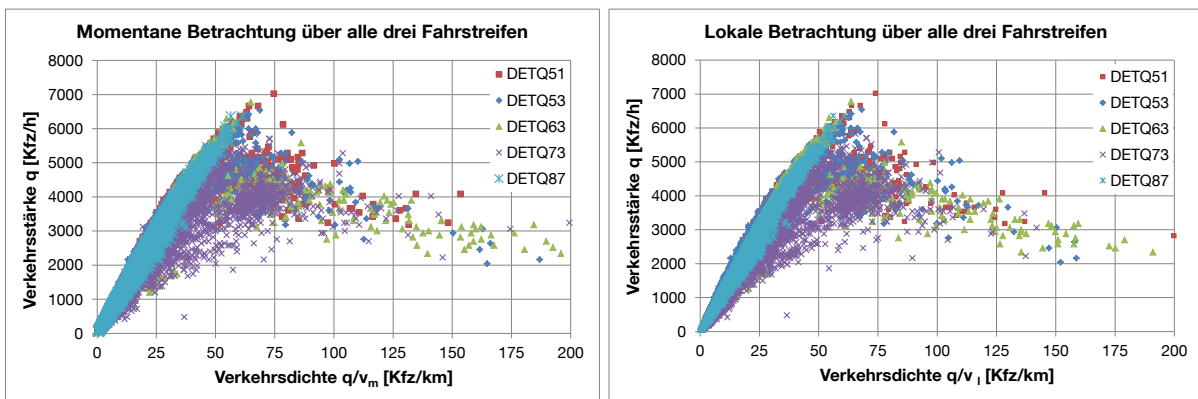 Momentane Betrachtung über alle drei Fahrstreifen
Verkehrsstärke q [Kfz/h]
8000
7000
6000
5000
4000
3000
2000
1000
0
0 25 50 75 100 125 150 175 200
Verkehrsdichte q/vm [Kfz/km]
DETQ51
DETQ53
DETQ63
DETQ73
DETQ87
Lokale Betrachtung über alle drei Fahrstreifen
Verkehrsstärke q [Kfz/h]
8000
7000
6000
5000
4000
3000
2000
1000
0
0 25 50 75 100 125 150 175 200
Verkehrsdichte q/v l [Kfz/km]
DETQ51
DETQ53
DETQ63
DETQ73
DETQ87